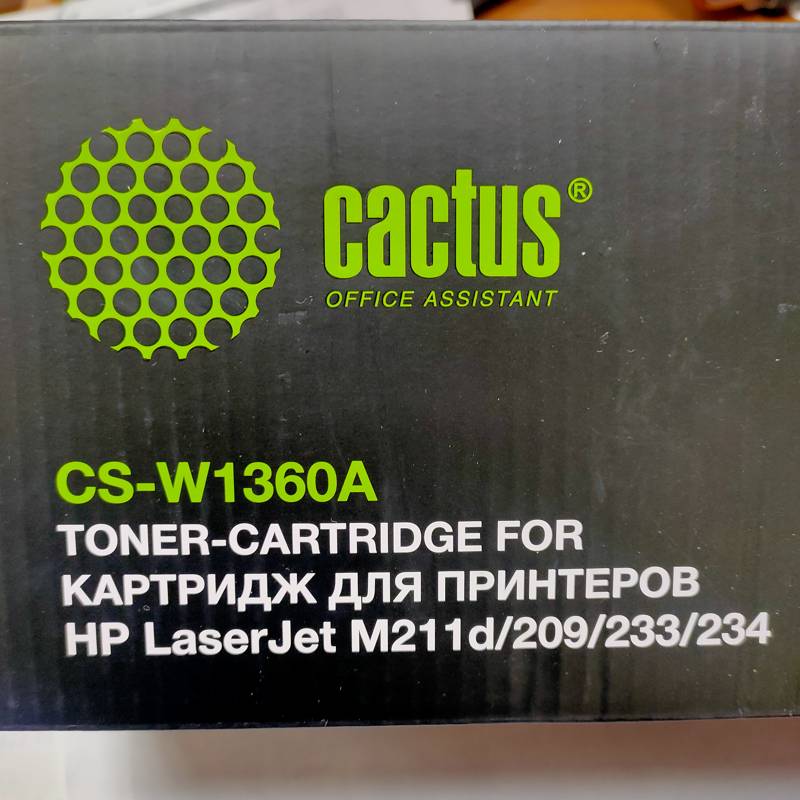 cactus®
OFFICE ASSISTANT
CS-W1360A
TONER-CARTRIDGE FOR
КАРТРИДЖ ДЛЯ ПРИНТЕРОВ
HP LaserJet M211d/209/233/234